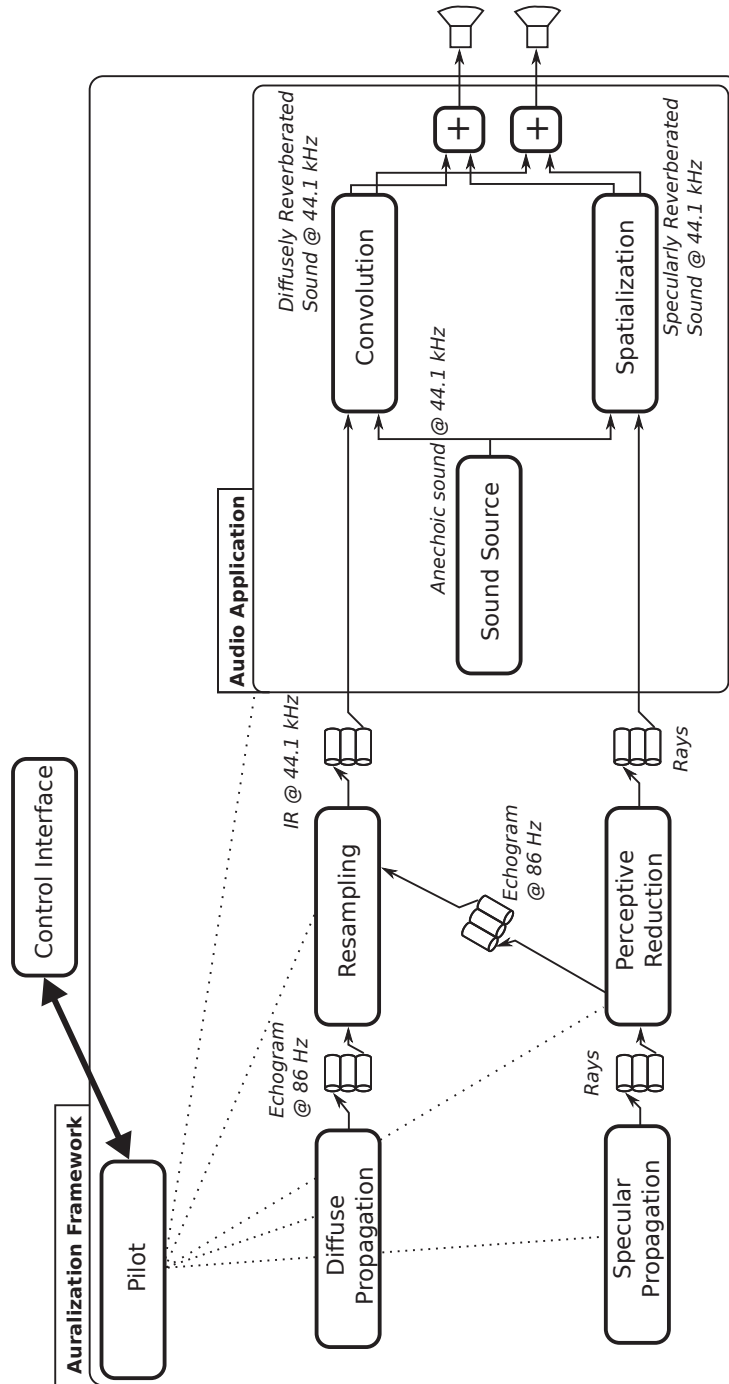 Control Interface
Auralization Framework
Pilot
Audio Application
Diffuse
Propagation
Echogram
@ 86 Hz
Resampling
IR @ 44.1 kHz
Convolution
Diffusely Reverberated
Sound @ 44.1 kHz
Anechoic sound @ 44.1 kHz
Sound Source
Echogram
@ 86 Hz
Specular
Propagation
Rays
Perceptive
Reduction
Rays
Spatialization
Specularly Reverberated
Sound @ 44.1 kHz
+
+